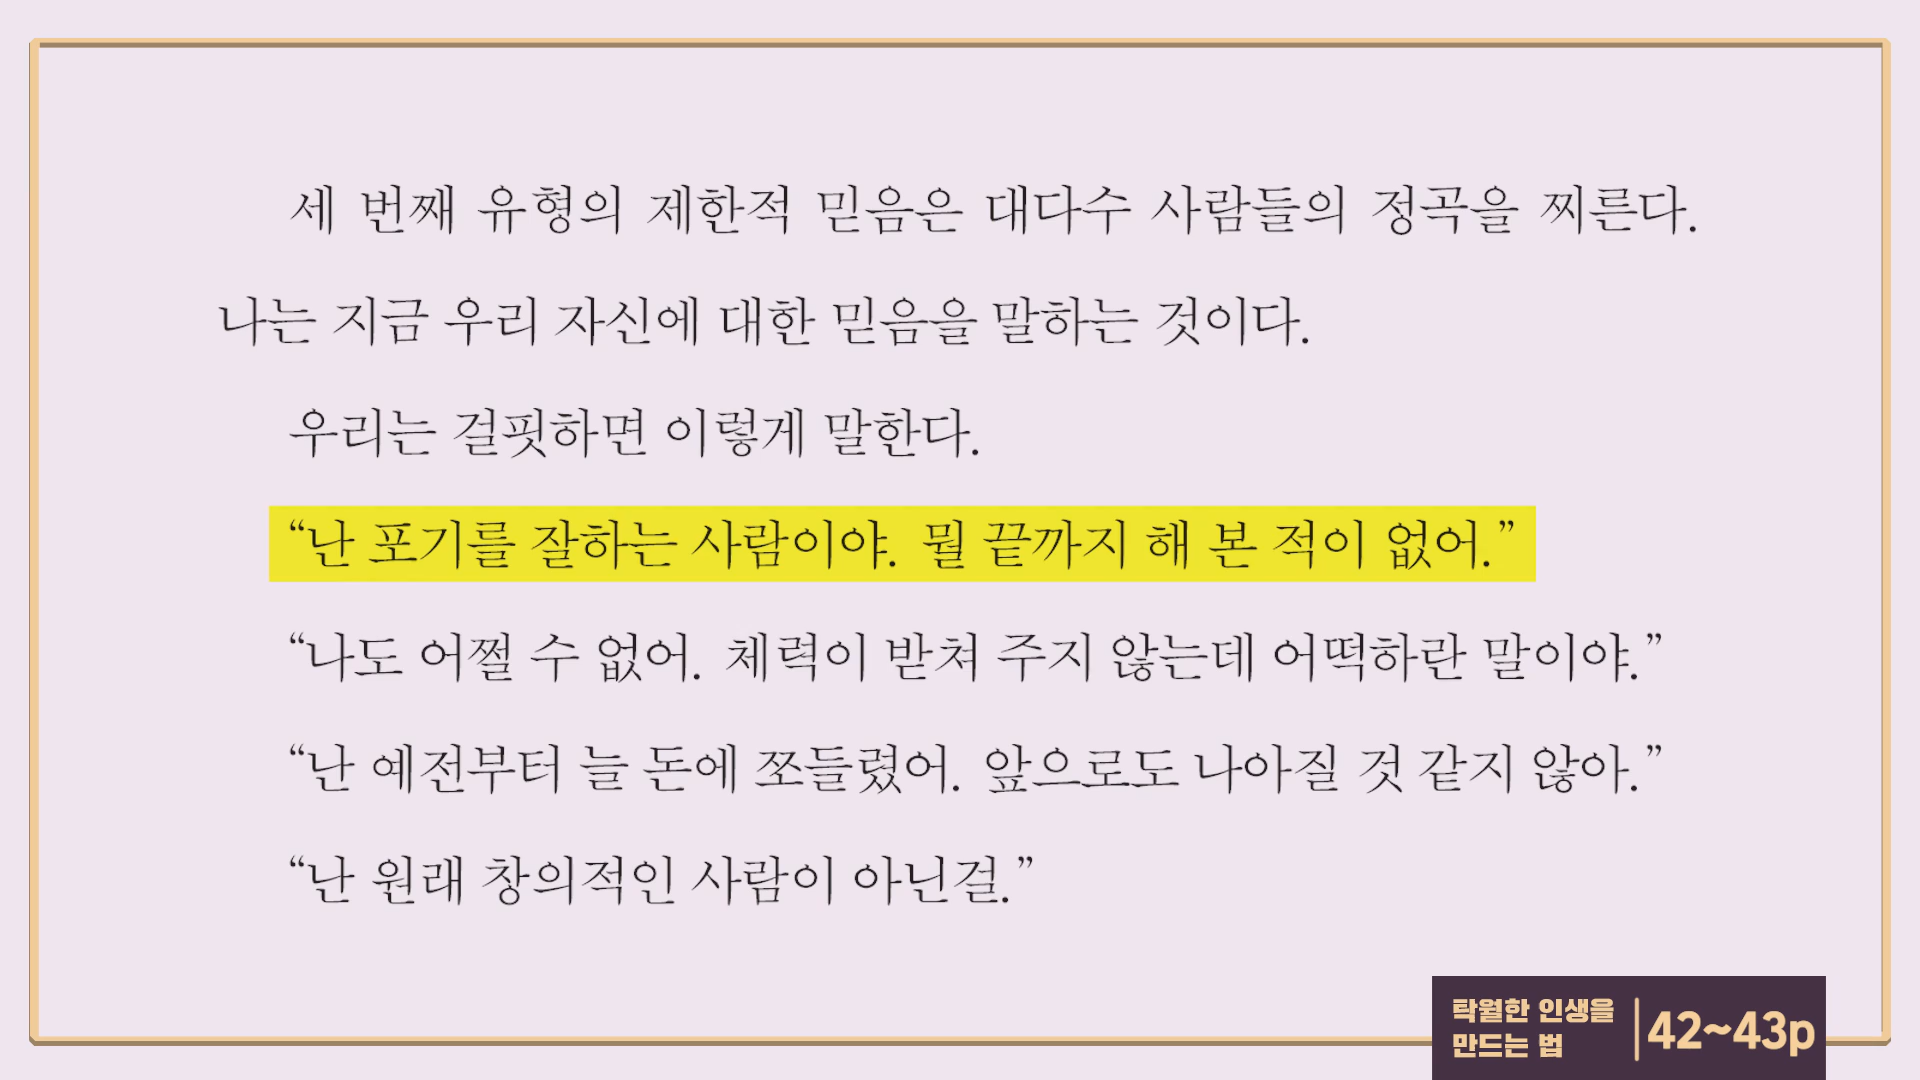 세 번째 유형의 제한적 믿음은 대다수 사람들의 정곡을 찌른다.
나는 지금 우리 자신에 대한 믿음을 말하는 것이다.
우리는 걸핏하면 이렇게 말한다.
“난 포기를 잘하는 사람이야. 뭘 끝까지 해 본 적이 없어.”
“나도 어쩔 수 없어. 체력이 받쳐 주지 않는데 어떡하란 말이야.”
“난 예전부터 늘 돈에 쪼들렸어. 앞으로도 나아질 것 같지 않아.”
“난 원래 창의적인 사람이 아닌걸.”
탁월한 인생을
만드는 법
42~43p